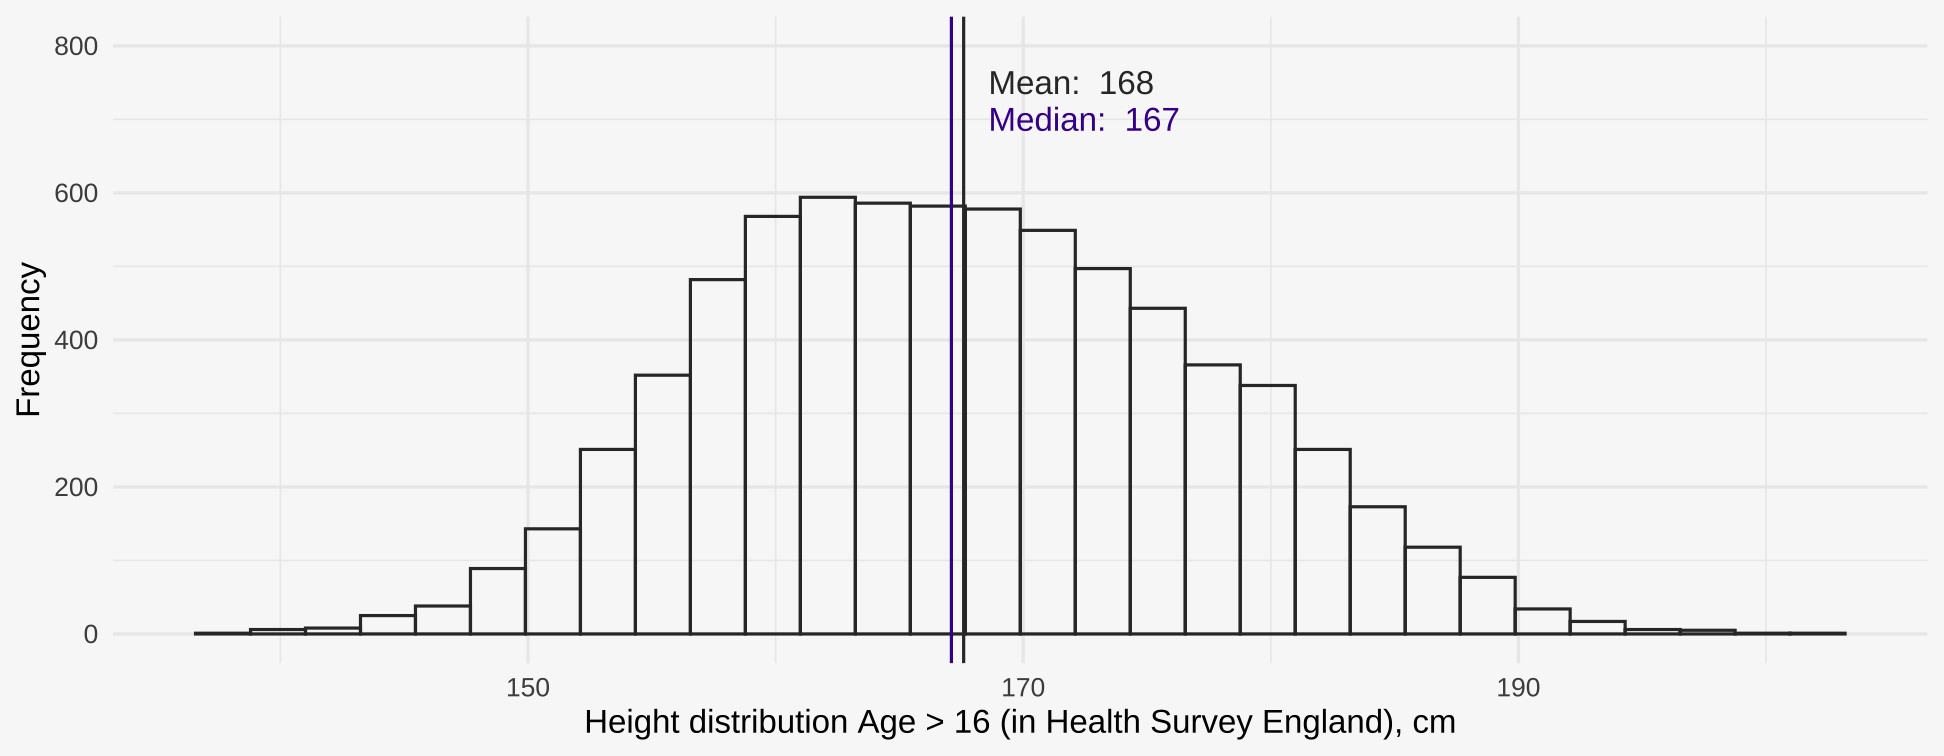 800
600
400
200
0
Frequency
Mean:  168
Median:  167
150 170 190
Height distribution Age > 16 (in Health Survey England), cm